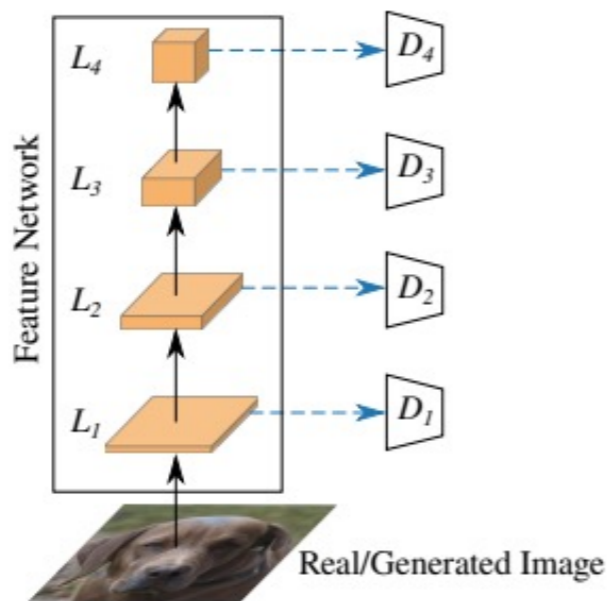 L4
D4
L3
D3
Feature Network
L2
D2
L1
D1
Real/Generated Image